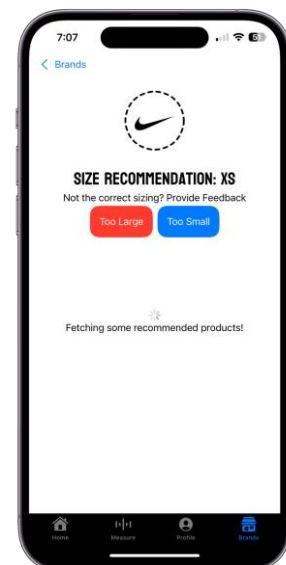 7:07
Brands
SIZE RECOMMENDATION: XS
Not the correct sizing? Provide Feedback
Too Large Too Small
Fetching some recommended products!
Home Measure Profile Brands